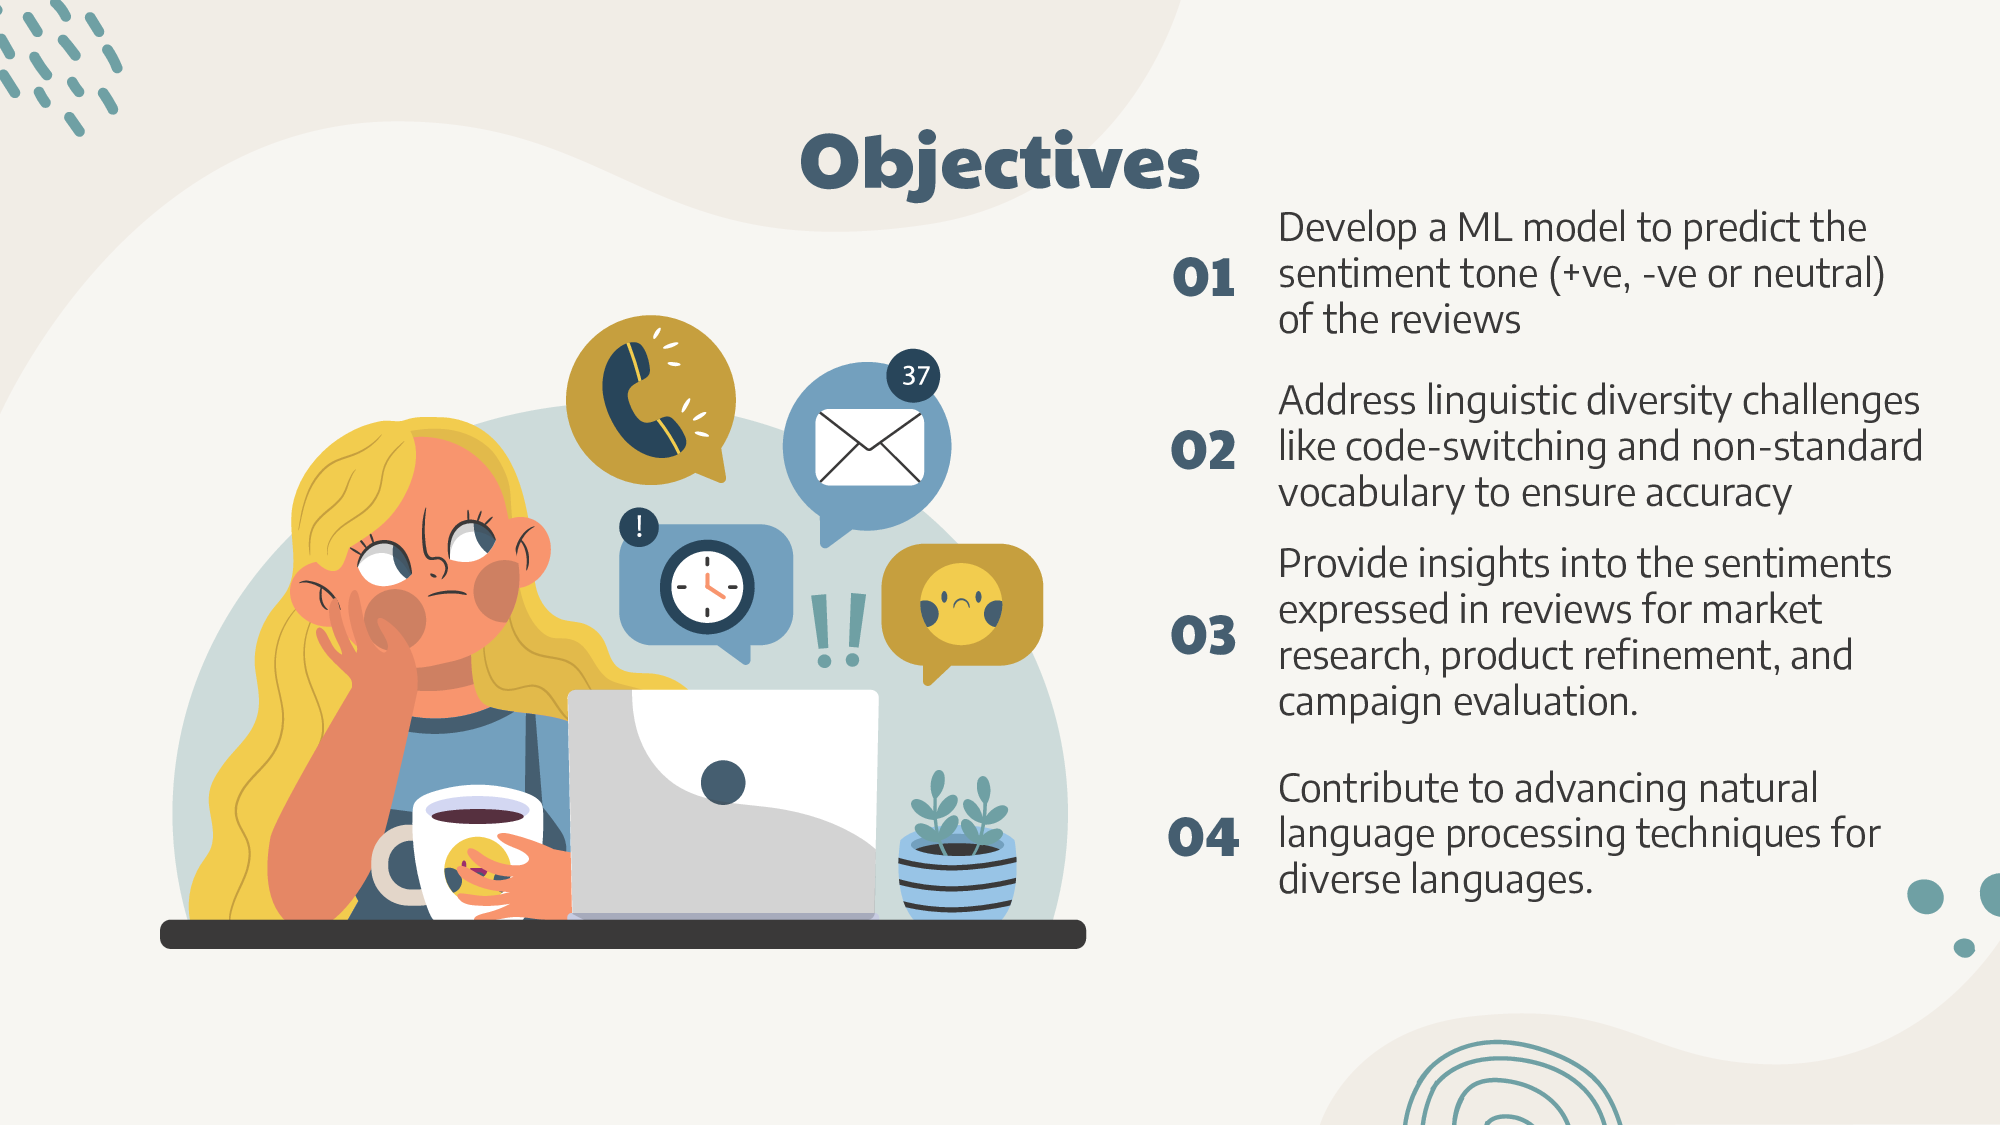 Objectives
01
Develop a ML model to predict the
sentiment tone (+ve, -ve or neutral)
of the reviews
02
Address linguistic diversity challenges
like code-switching and non-standard
vocabulary to ensure accuracy
03
Provide insights into the sentiments
expressed in reviews for market
research, product refinement, and
campaign evaluation.
04
Contribute to advancing natural
language processing techniques for
diverse languages.
37
!
!!